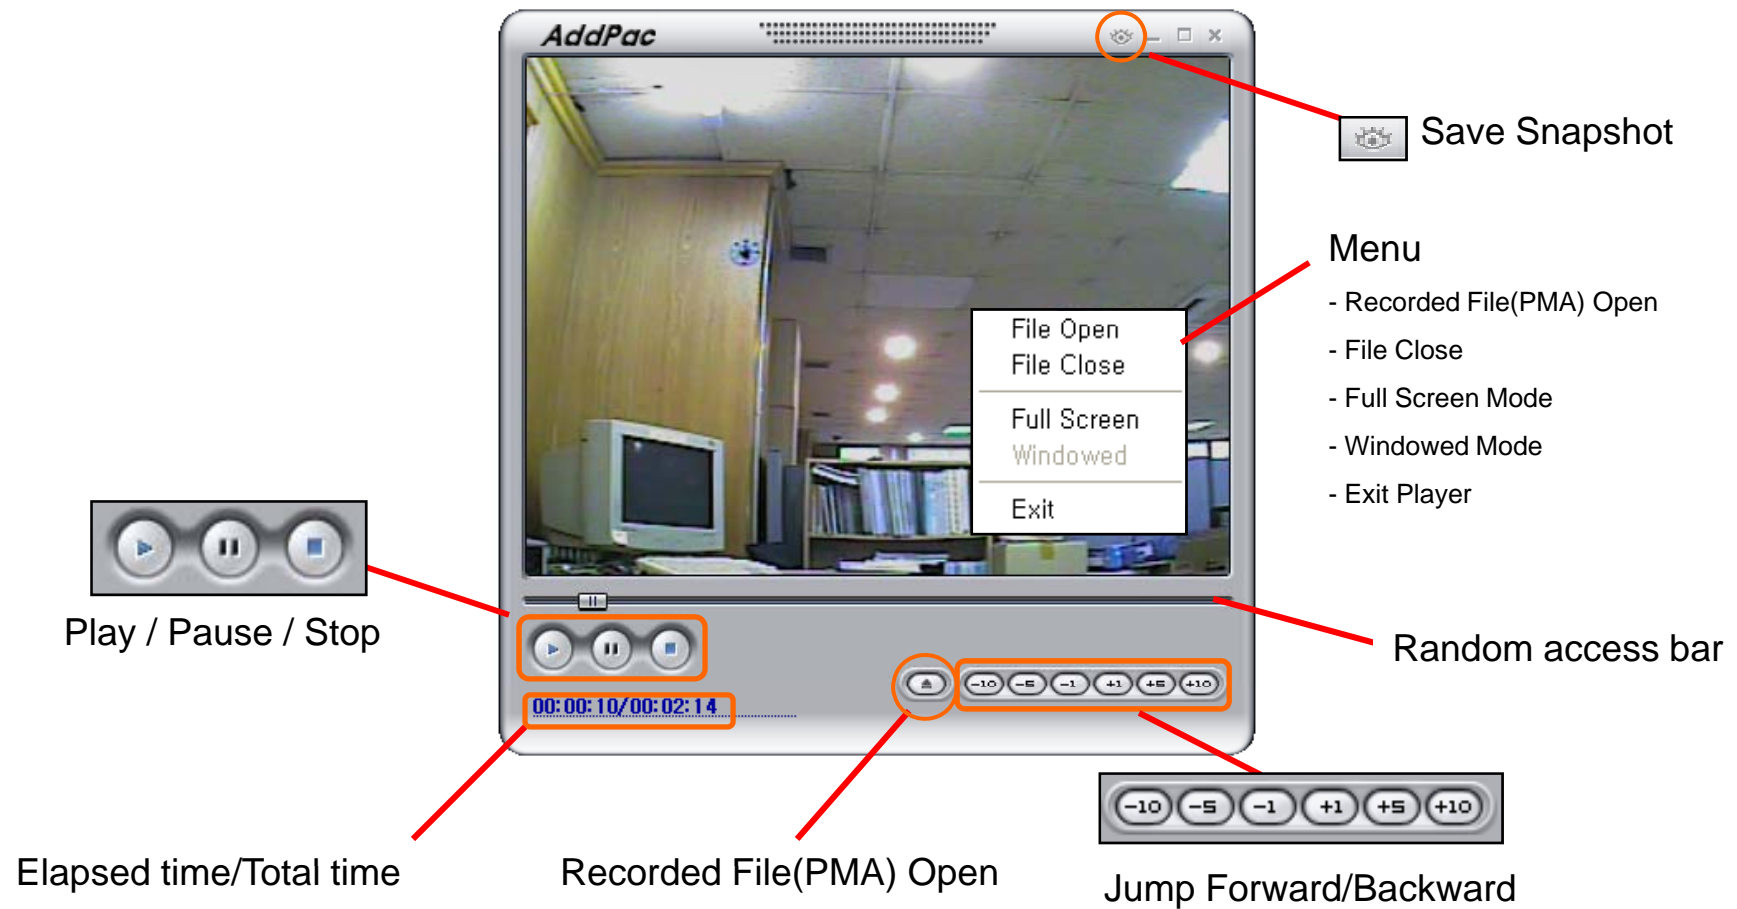 AddPac
Save Snapshot
Menu
- Recorded File(PMA) Open
- File Close
- Full Screen Mode
- Windowed Mode
- Exit Player
File Open
File Close
Full Screen
Windowed
Exit
Play / Pause / Stop
Random access bar
-10 -5 -1 +1 +5 +10
00:00:10/00:02:14
-10 -5 -1 +1 +5 +10
Elapsed time/Total time
Recorded File(PMA) Open
Jump Forward/Backward